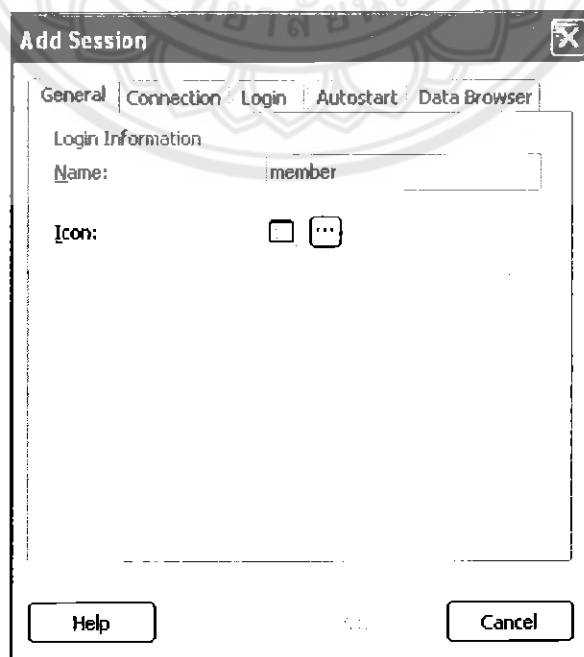 Add Session
General Connection Login Autostart Data Browser
Login Information
Name: member
Icon: ...
Help Cancel